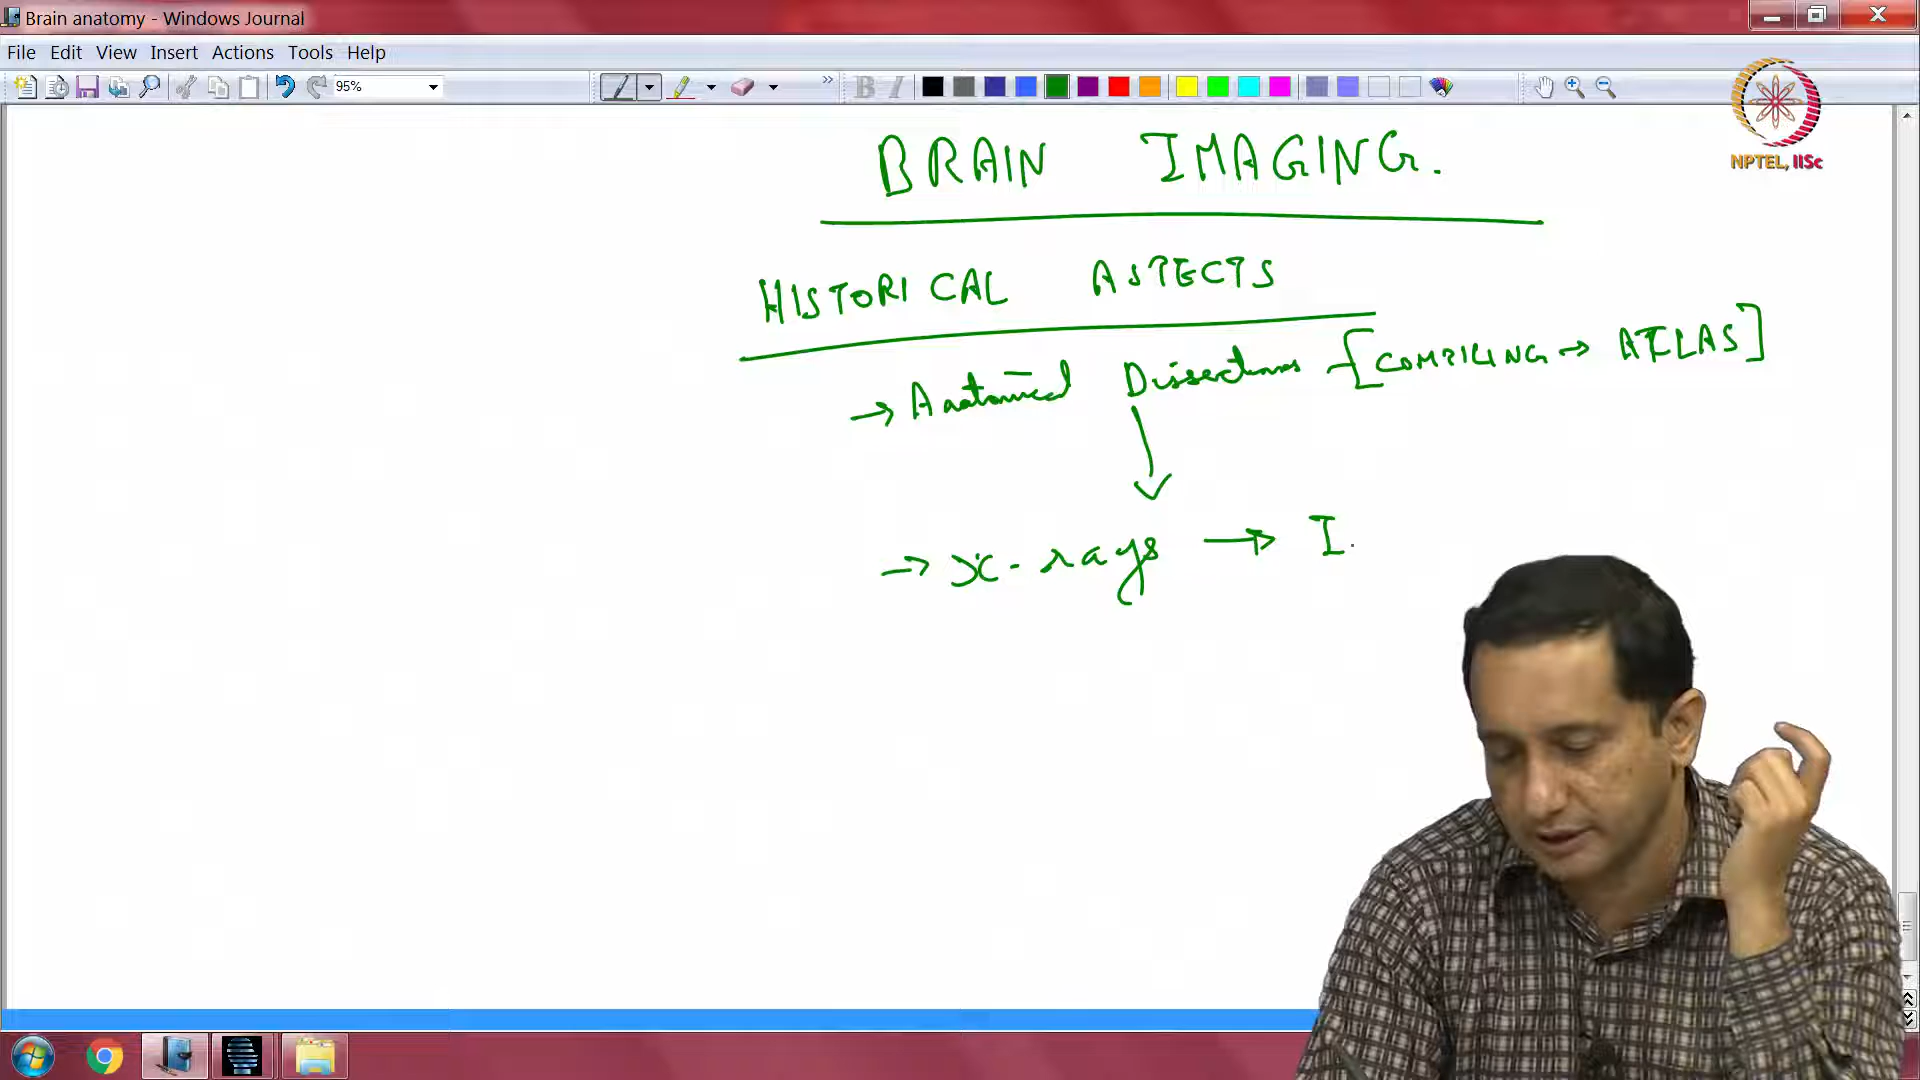 Brain anatomy - Windows Journal
File Edit View Insert Actions Tools Help
95%
NPTEL, IISc
BRAIN IMAGING.
HISTORICAL ASPECTS
→ Anatomical Dissections - [COMPILING → ATLAS]
→ x-rays → I.